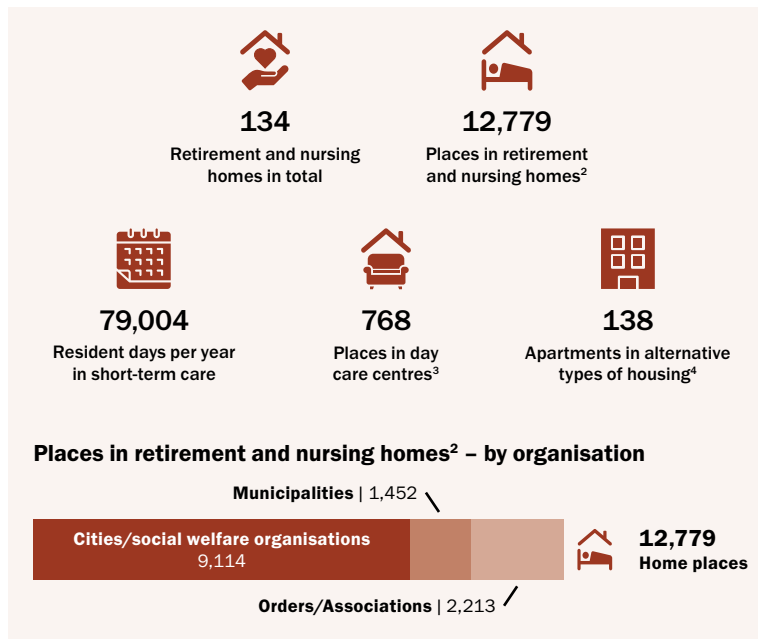 134
Retirement and nursing
homes in total
12,779
Places in retirement
and nursing homes²
79,004
Resident days per year
in short-term care
768
Places in day
care centres³
138
Apartments in alternative
types of housing⁴
Places in retirement and nursing homes² – by organisation
Municipalities | 1,452
Cities/social welfare organisations
9,114
12,779
Home places
Orders/Associations | 2,213